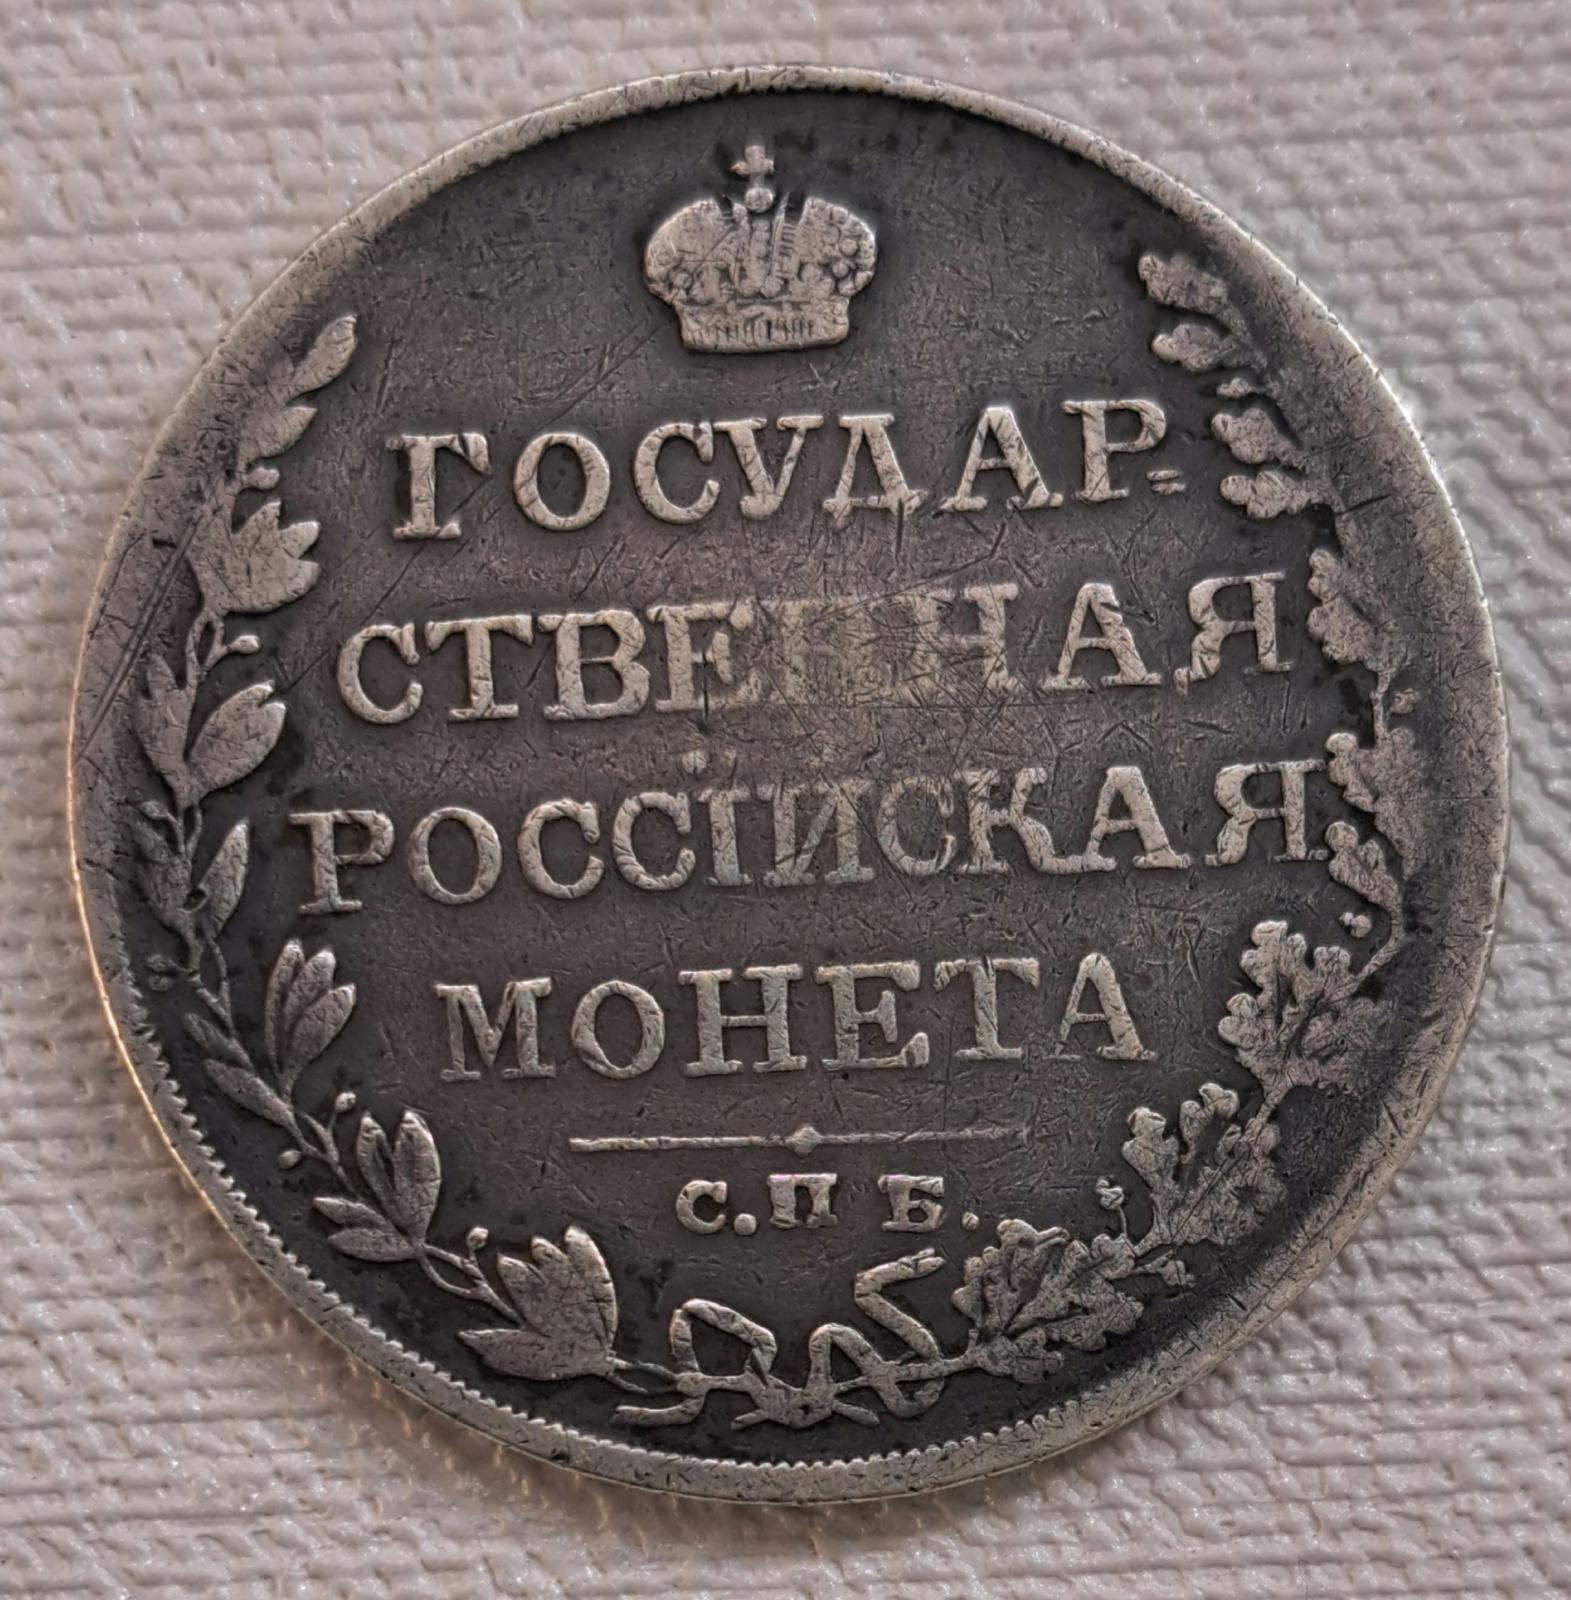 ГОСУДАР=
СТВЕННАЯ
РОССІЙСКАЯ
МОНЕТА
С.П Б.